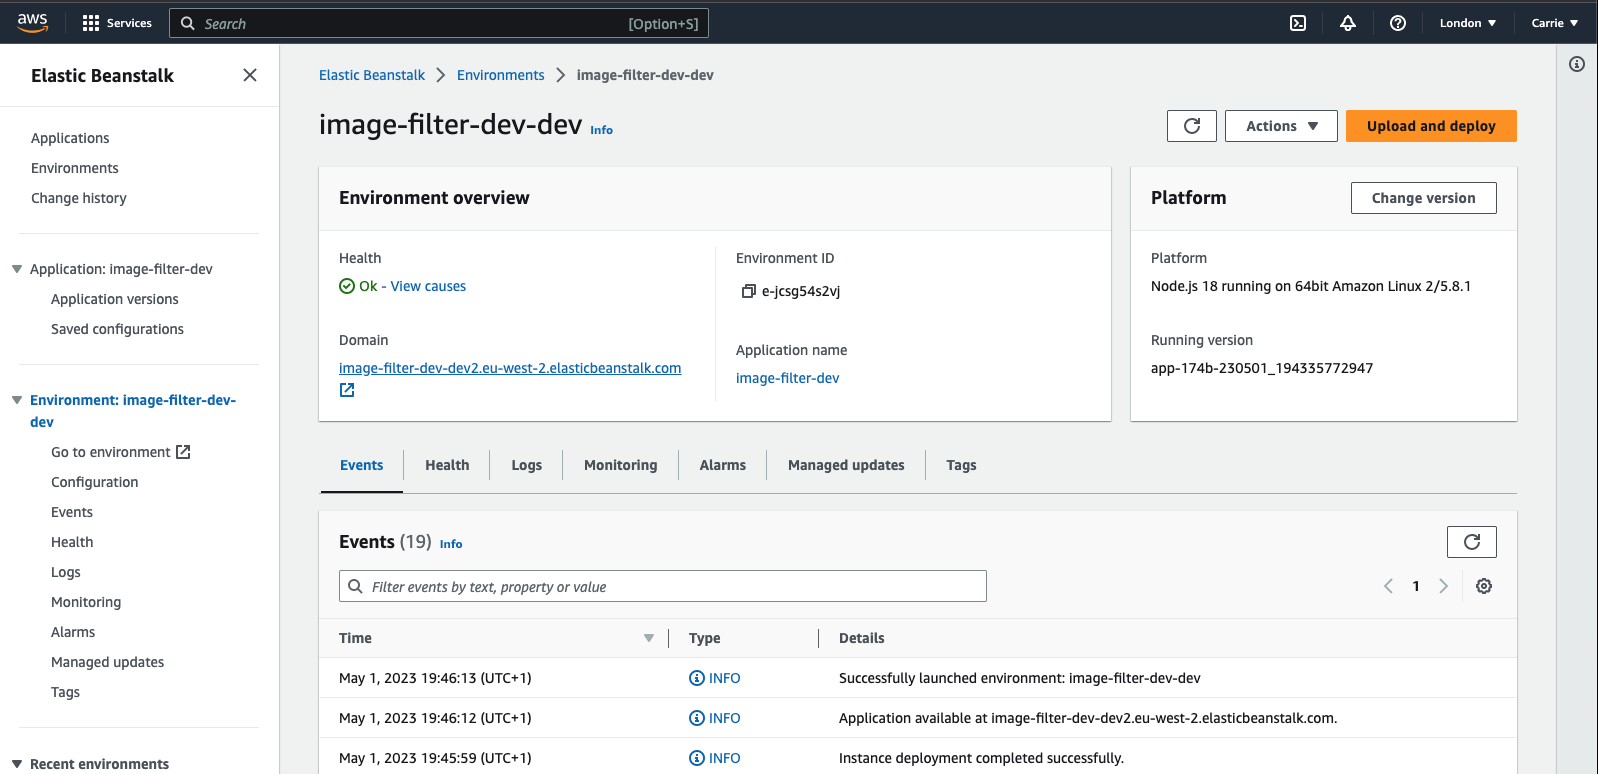 aws
Services
Search
[Option+S]
London
Carrie
Elastic Beanstalk
Applications
Environments
Change history
Application: image-filter-dev
Application versions
Saved configurations
Environment: image-filter-dev-
dev
Go to environment
Configuration
Events
Health
Logs
Monitoring
Alarms
Managed updates
Tags
Recent environments
Elastic Beanstalk > Environments > image-filter-dev-dev
image-filter-dev-dev Info
Actions
Upload and deploy
Environment overview
Health
Ok - View causes
Domain
image-filter-dev-dev2.eu-west-2.elasticbeanstalk.com
Environment ID
e-jcsg54s2vj
Application name
image-filter-dev
Platform
Change version
Platform
Node.js 18 running on 64bit Amazon Linux 2/5.8.1
Running version
app-174b-230501_194335772947
Events
Health
Logs
Monitoring
Alarms
Managed updates
Tags
Events (19) Info
Filter events by text, property or value
1
Time Type Details
May 1, 2023 19:46:13 (UTC+1) INFO Successfully launched environment: image-filter-dev-dev
May 1, 2023 19:46:12 (UTC+1) INFO Application available at image-filter-dev-dev2.eu-west-2.elasticbeanstalk.com.
May 1, 2023 19:45:59 (UTC+1) INFO Instance deployment completed successfully.